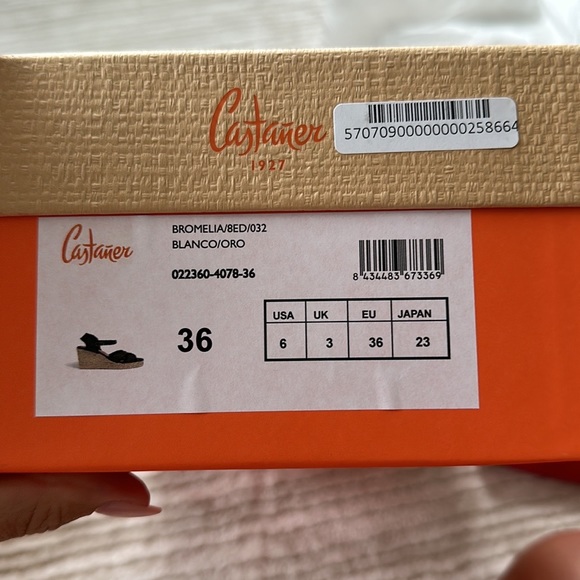 Castañer
1927
57070900000000258664
Castañer
BROMELIA/8ED/032
BLANCO/ORO
022360-4078-36
8 434483 673369
36
USA UK EU JAPAN
6 3 36 23